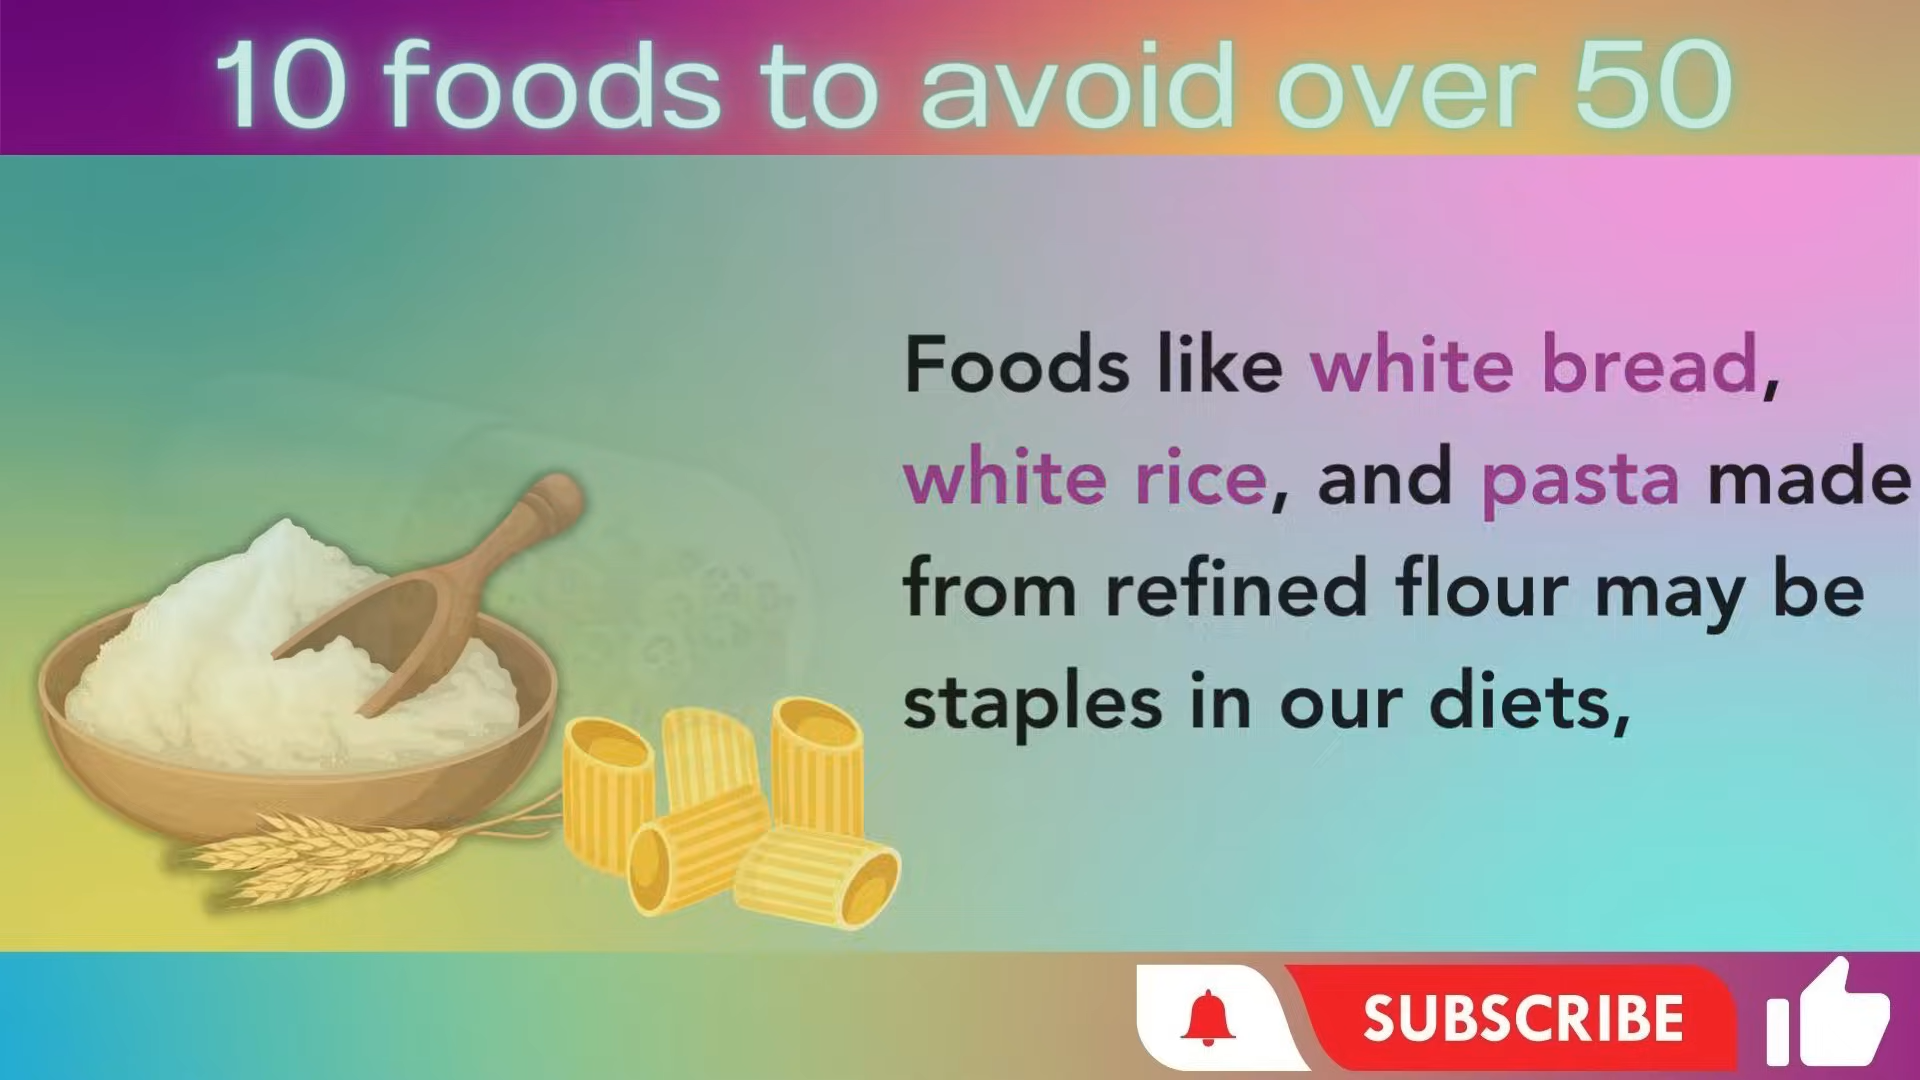 10 foods to avoid over 50
Foods like white bread,
white rice, and pasta made
from refined flour may be
staples in our diets,
SUBSCRIBE